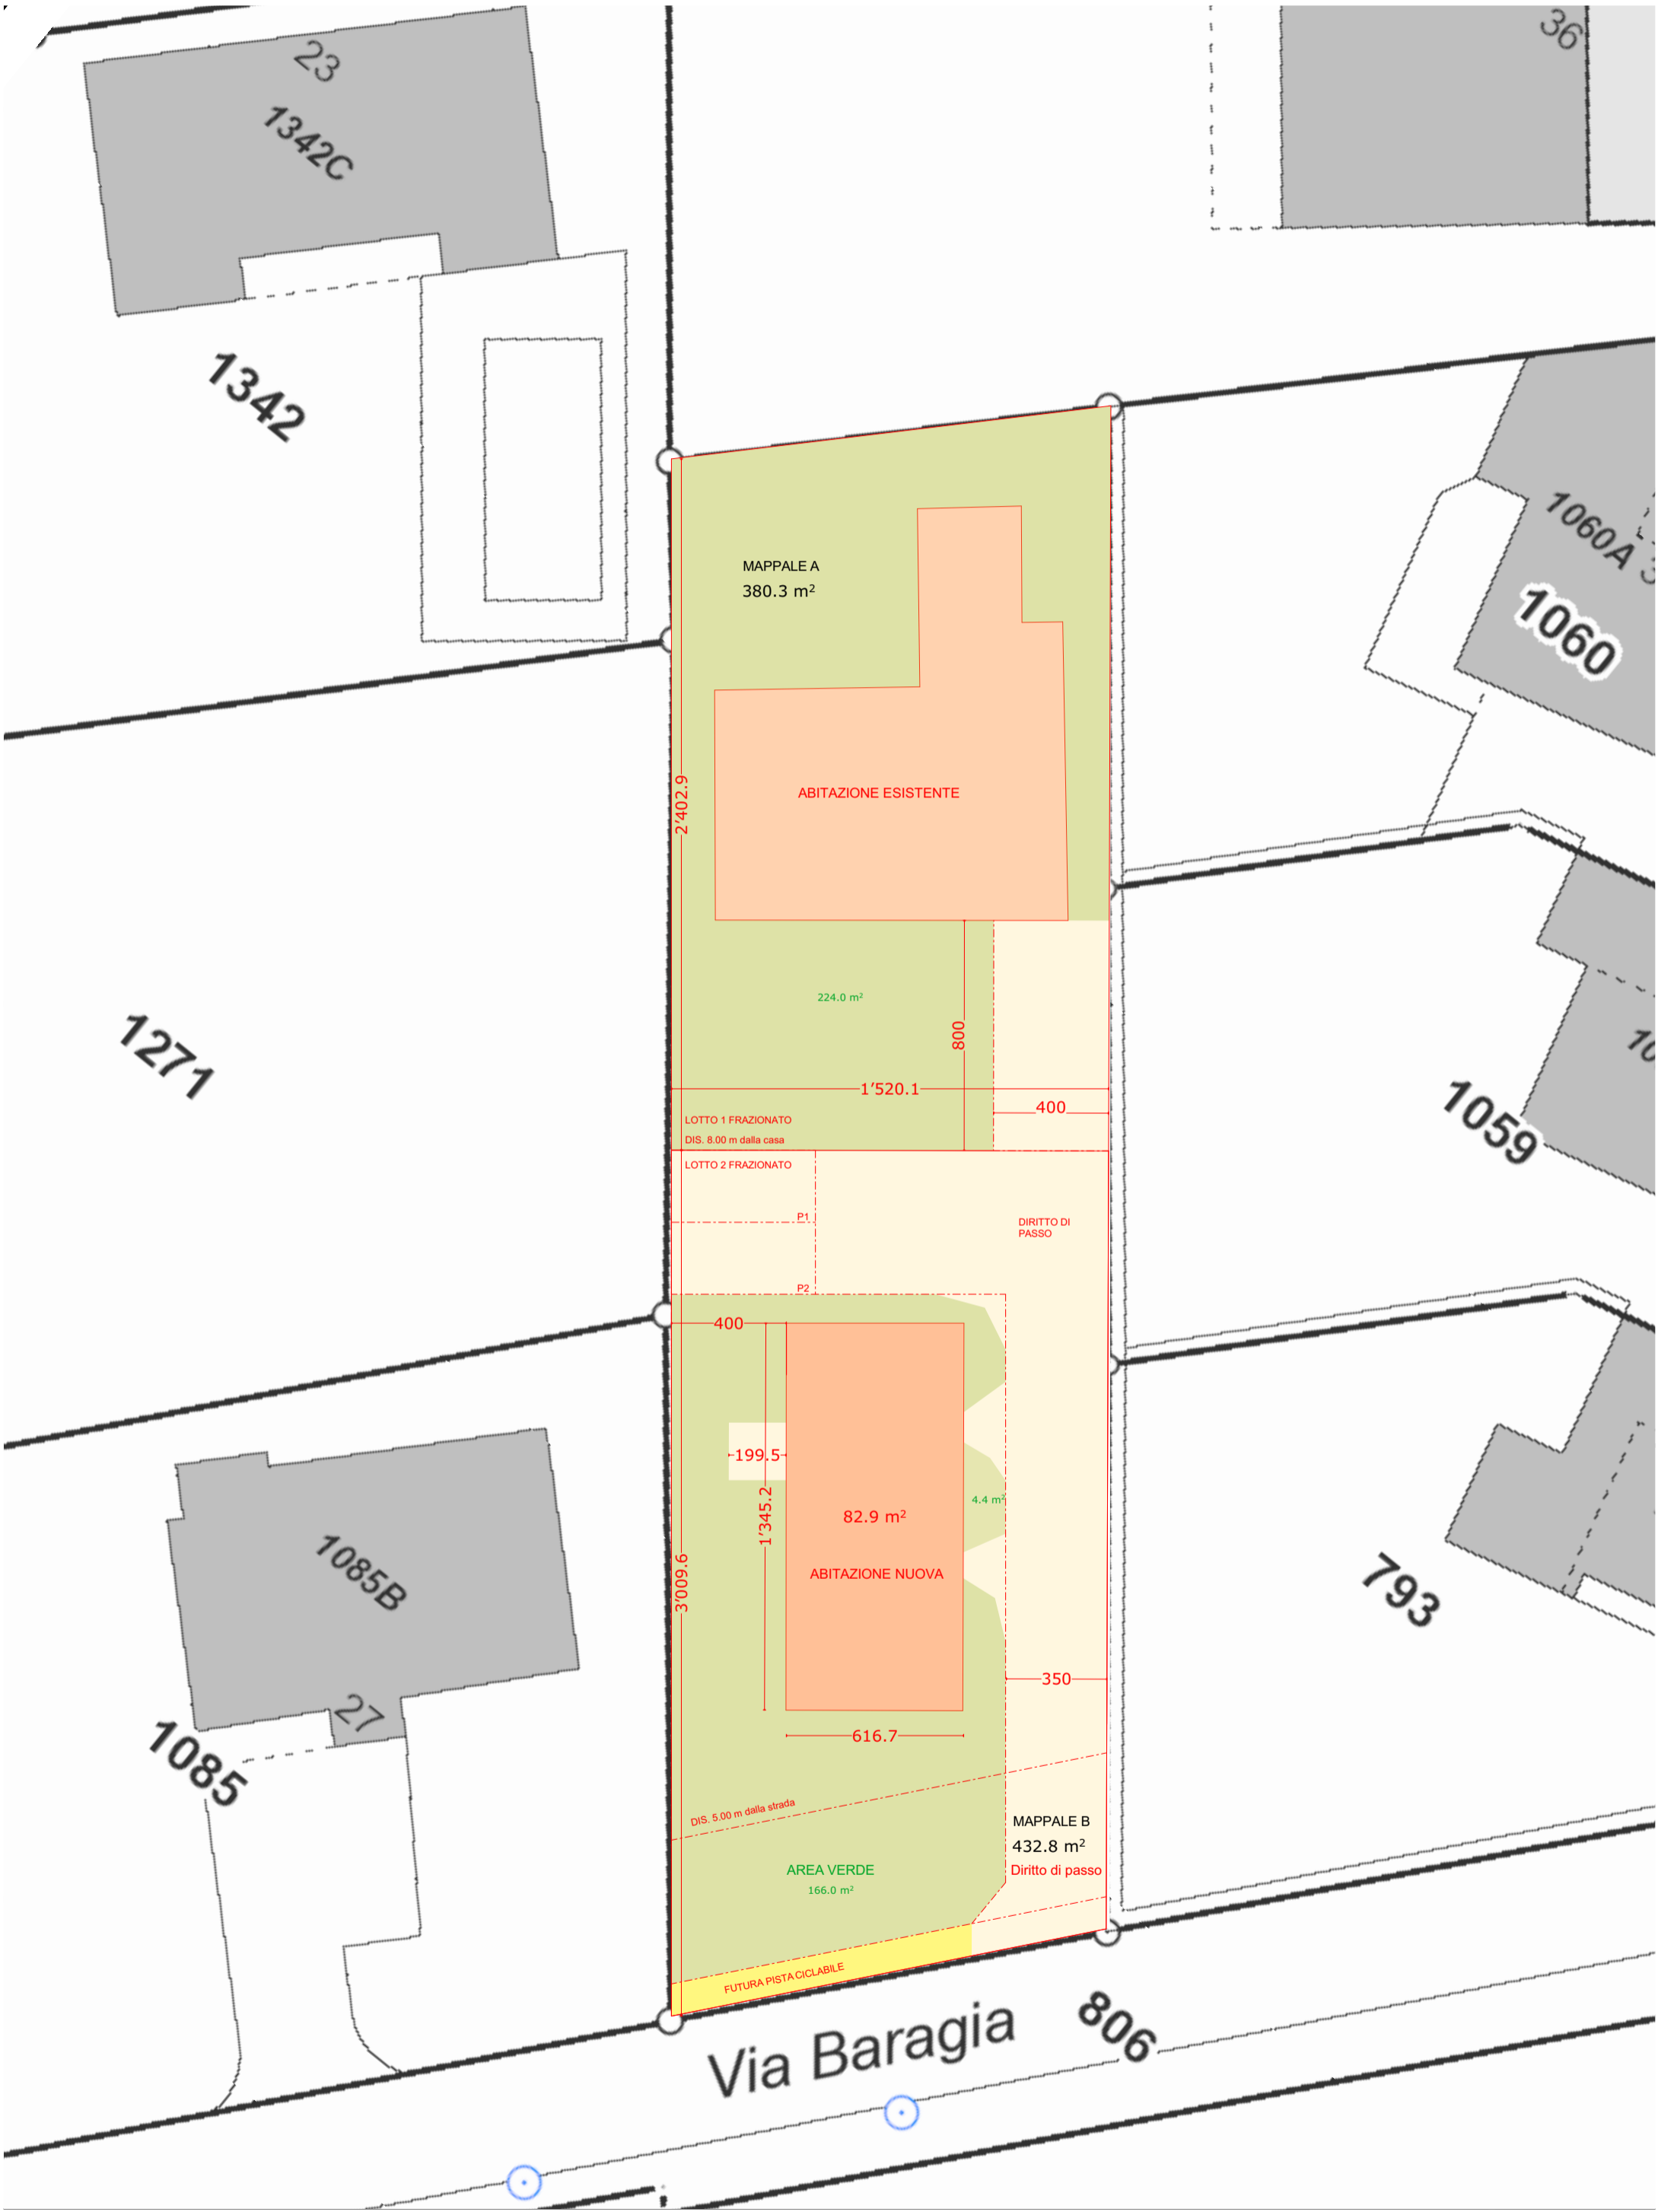 23
1342C
36
1342
1060A
1060
MAPPALE A
380.3 m²
ABITAZIONE ESISTENTE
2'402.9
224.0 m²
800
1271
1'520.1
400
1059
LOTTO 1 FRAZIONATO
DIS. 8.00 m dalla casa
LOTTO 2 FRAZIONATO
P1
DIRITTO DI
PASSO
P2
400
199.5
1'345.2
4.4 m²
82.9 m²
ABITAZIONE NUOVA
3'009.6
1085B
793
27
350
616.7
1085
DIS. 5.00 m dalla strada
MAPPALE B
432.8 m²
Diritto di passo
AREA VERDE
166.0 m²
FUTURA PISTA CiCLABILE
Via Baragia
806